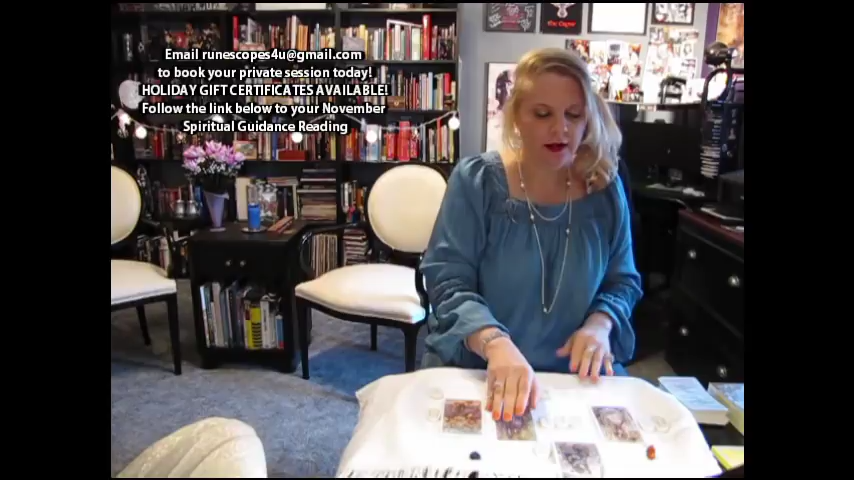 Email runescopes4u@gmail.com
to book your private session today!
HOLIDAY GIFT CERTIFICATES AVAILABLE!
Follow the link below to your November
Spiritual Guidance Reading